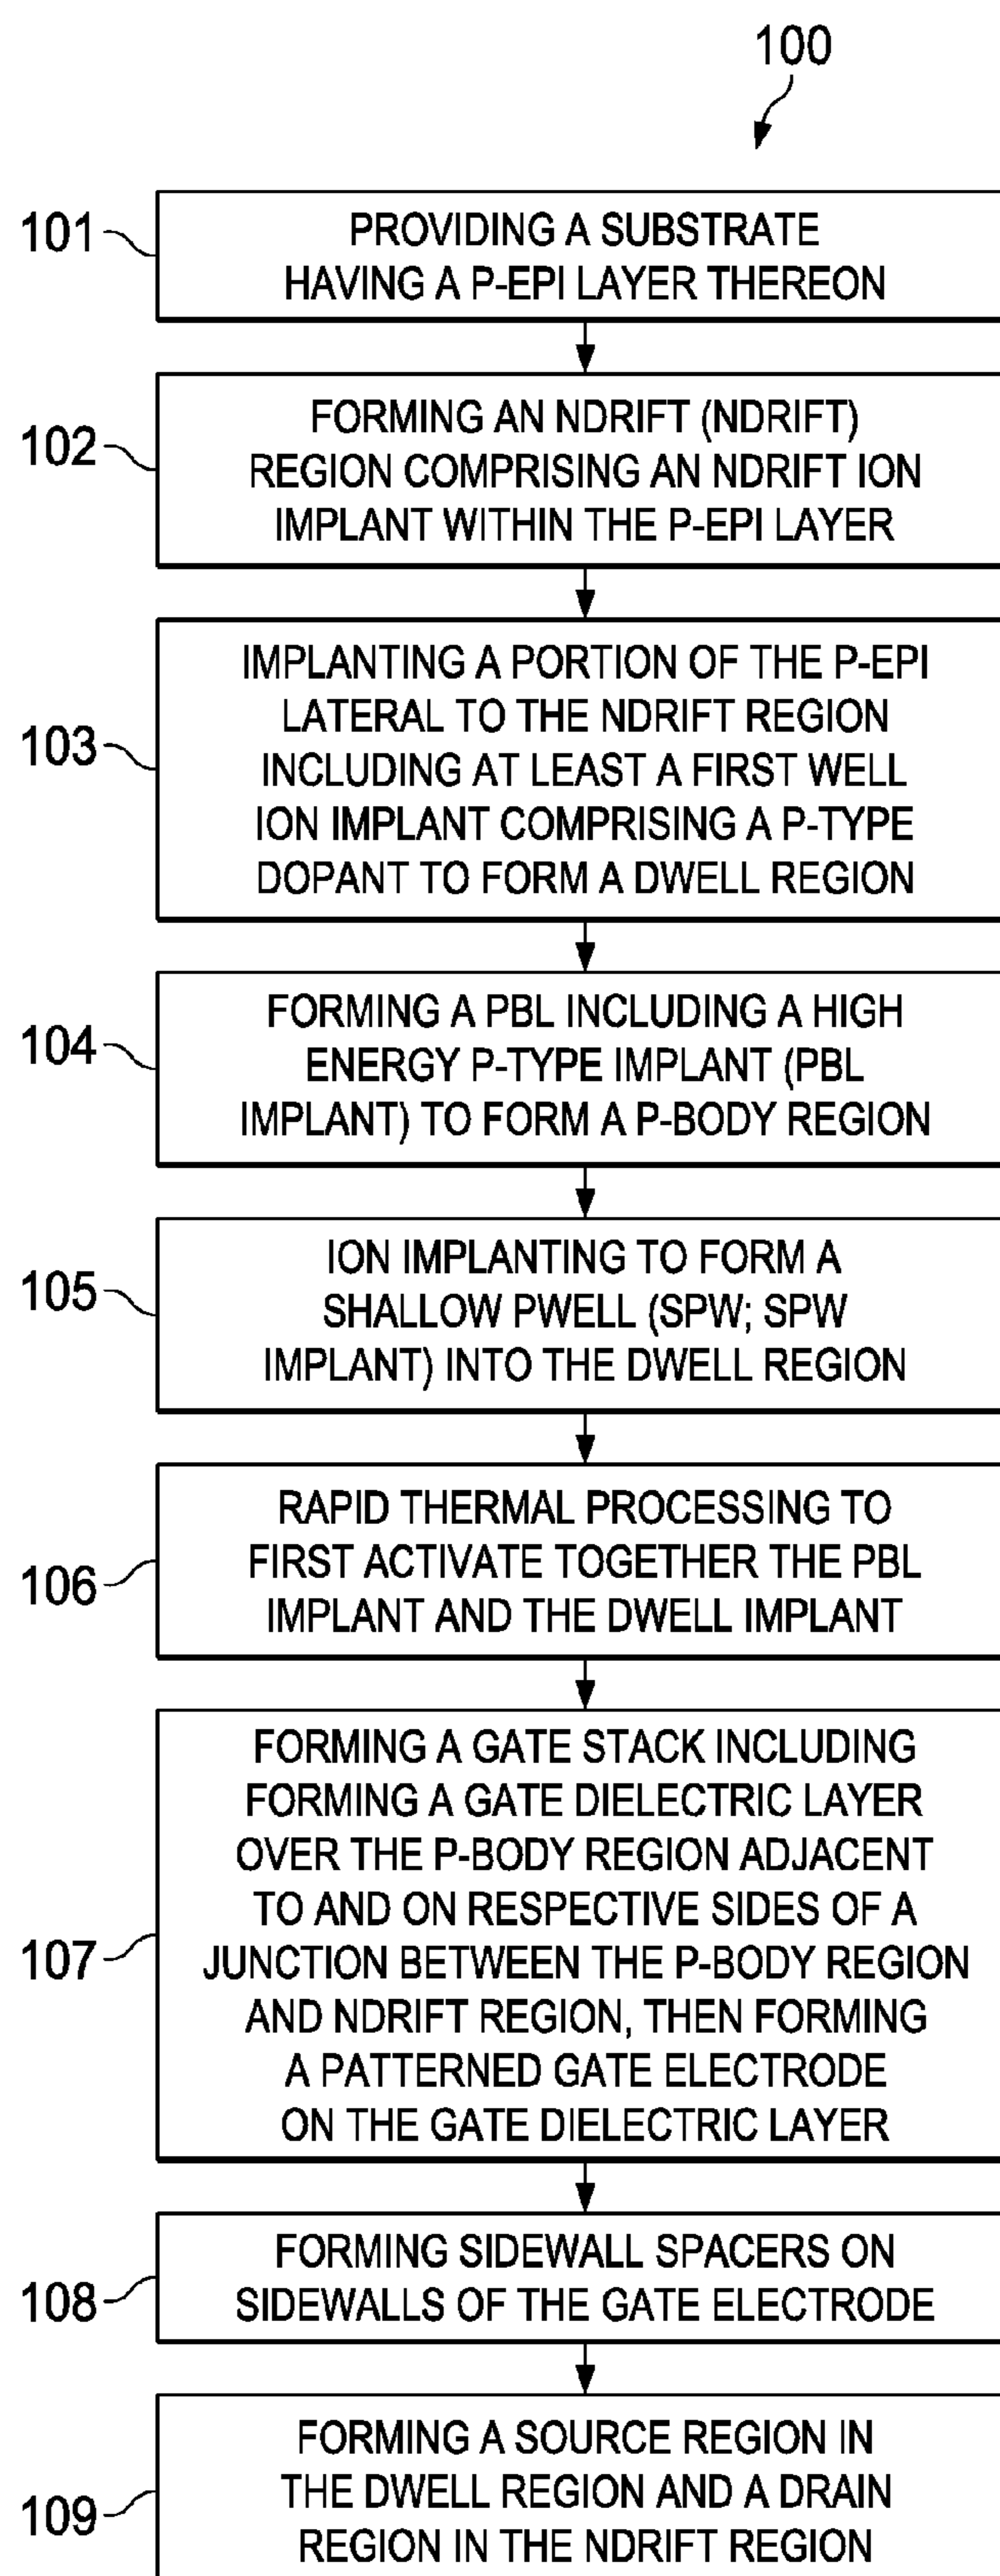 100
101
PROVIDING A SUBSTRATE
HAVING A P-EPI LAYER THEREON
102
FORMING AN NDRIFT (NDRIFT)
REGION COMPRISING AN NDRIFT ION
IMPLANT WITHIN THE P-EPI LAYER
103
IMPLANTING A PORTION OF THE P-EPI
LATERAL TO THE NDRIFT REGION
INCLUDING AT LEAST A FIRST WELL
ION IMPLANT COMPRISING A P-TYPE
DOPANT TO FORM A DWELL REGION
104
FORMING A PBL INCLUDING A HIGH
ENERGY P-TYPE IMPLANT (PBL
IMPLANT) TO FORM A P-BODY REGION
105
ION IMPLANTING TO FORM A
SHALLOW PWELL (SPW; SPW
IMPLANT) INTO THE DWELL REGION
106
RAPID THERMAL PROCESSING TO
FIRST ACTIVATE TOGETHER THE PBL
IMPLANT AND THE DWELL IMPLANT
107
FORMING A GATE STACK INCLUDING
FORMING A GATE DIELECTRIC LAYER
OVER THE P-BODY REGION ADJACENT
TO AND ON RESPECTIVE SIDES OF A
JUNCTION BETWEEN THE P-BODY REGION
AND NDRIFT REGION, THEN FORMING
A PATTERNED GATE ELECTRODE
ON THE GATE DIELECTRIC LAYER
108
FORMING SIDEWALL SPACERS ON
SIDEWALLS OF THE GATE ELECTRODE
109
FORMING A SOURCE REGION IN
THE DWELL REGION AND A DRAIN
REGION IN THE NDRIFT REGION